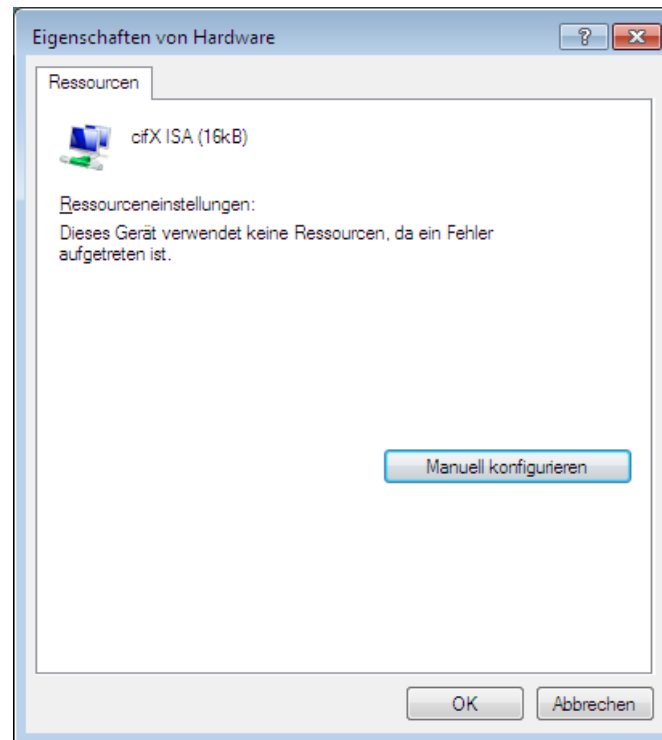 Eigenschaften von Hardware
Ressourcen
cifX ISA (16kB)
Ressourceneinstellungen:
Dieses Gerät verwendet keine Ressourcen, da ein Fehler
aufgetreten ist.
Manuell konfigurieren
OK
Abbrechen